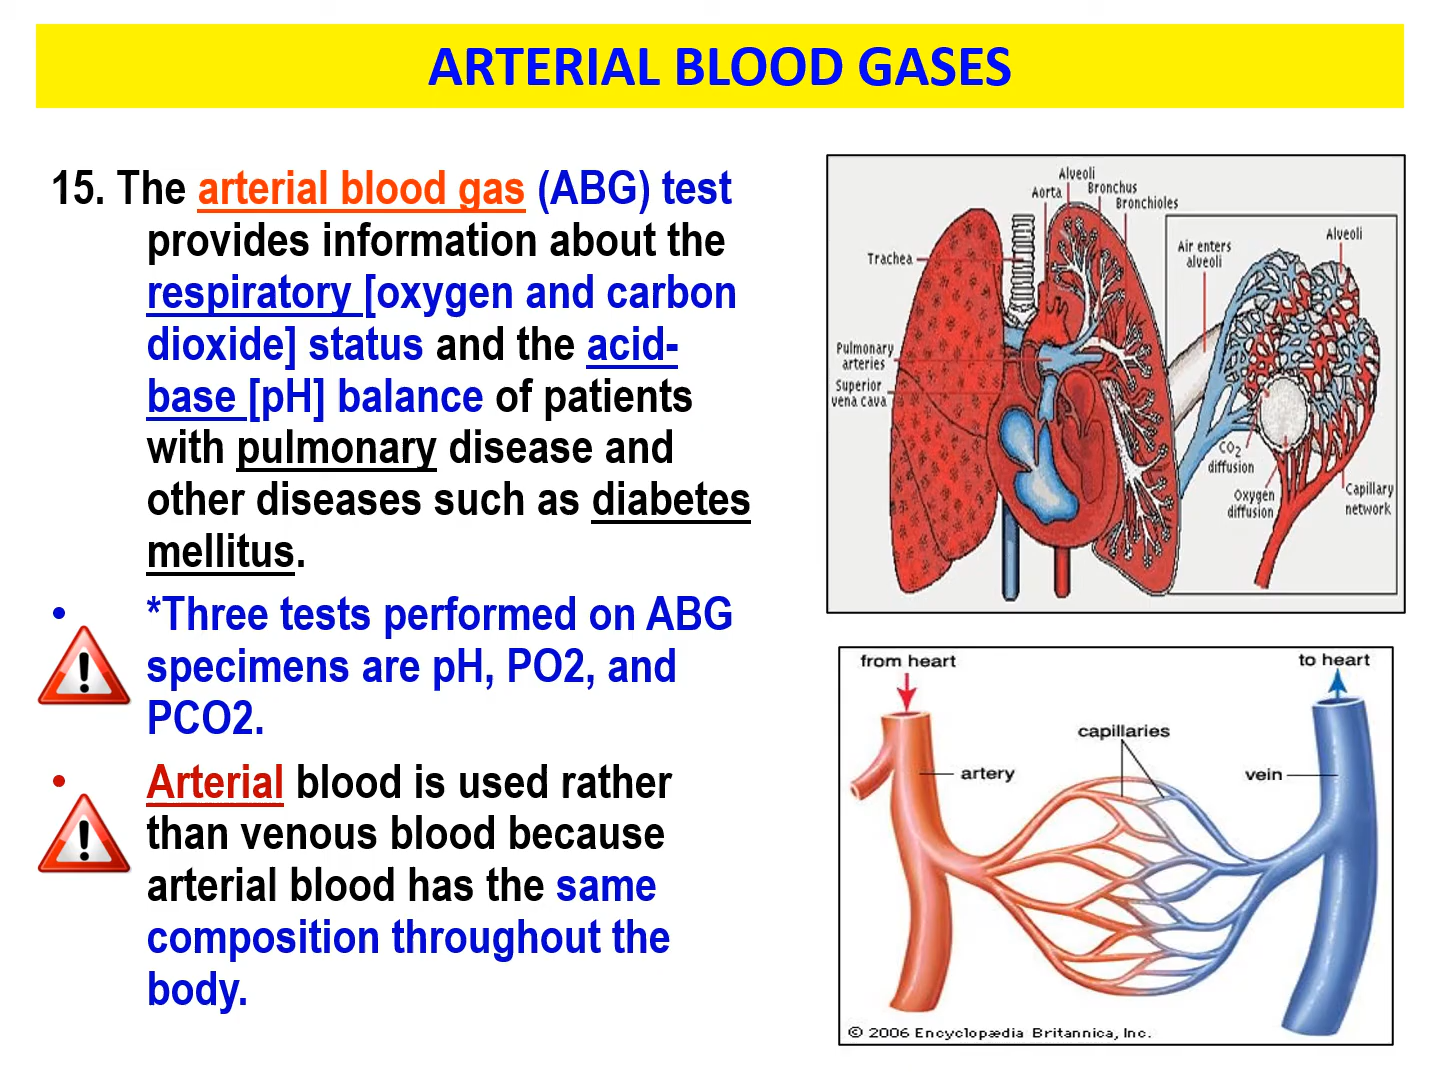 ARTERIAL BLOOD GASES
15. The arterial blood gas (ABG) test
provides information about the
respiratory [oxygen and carbon
dioxide] status and the acid-
base [pH] balance of patients
with pulmonary disease and
other diseases such as diabetes
mellitus.
• *Three tests performed on ABG
specimens are pH, PO2, and
PCO2.
• Arterial blood is used rather
than venous blood because
arterial blood has the same
composition throughout the
body.
Alveoli
Aorta
Bronchus
Bronchioles
Trachea
Pulmonary
arteries
Superior
vena cava
Air enters
alveoli
Alveoli
CO2
diffusion
Oxygen
diffusion
Capillary
network
from heart
to heart
capillaries
artery
vein
© 2006 Encyclopædia Britannica, Inc.